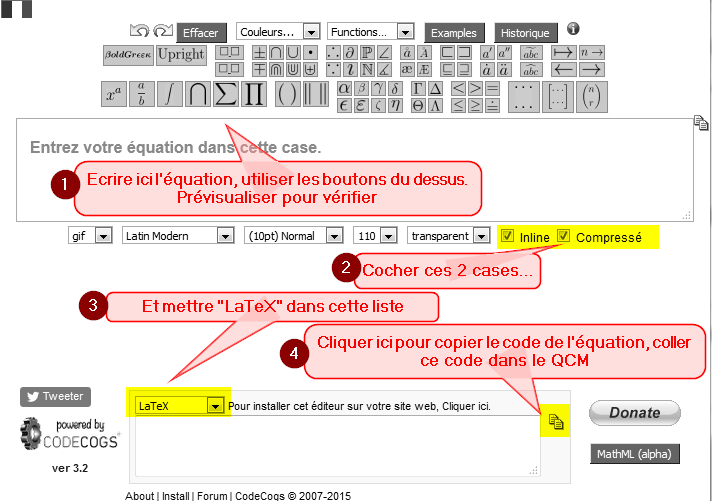 Effacer Couleurs... Functions... Examples Historique
βoldGreεκ Upright
Entrez votre équation dans cette case.
1 Ecrire ici l'équation, utiliser les boutons du dessus.
Prévisualiser pour vérifier
gif Latin Modern (10pt) Normal 110 transparent Inline Compressé
2 Cocher ces 2 cases...
3 Et mettre "LaTeX" dans cette liste
4 Cliquer ici pour copier le code de l'équation, coller
ce code dans le QCM
Tweeter
LaTeX Pour installer cet éditeur sur votre site web, Cliquer ici.
powered by
CODECOGS
ver 3.2
Donate
MathML (alpha)
About | Install | Forum | CodeCogs © 2007-2015